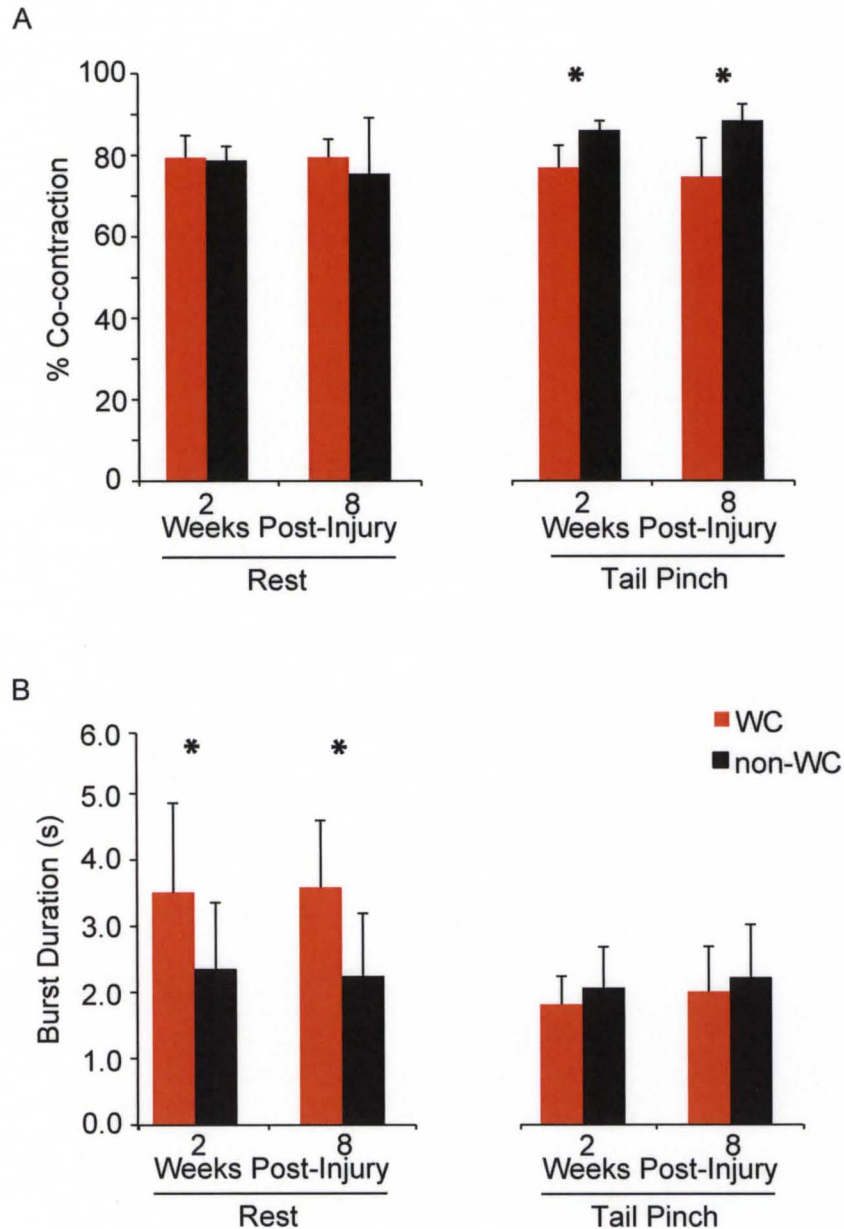 A
* *
100
80
60
40
20
0
% Co-contraction
2 8 2 8
Weeks Post-Injury Weeks Post-Injury
Rest Tail Pinch
B
WC
non-WC
* *
6.0
5.0
4.0
3.0
2.0
1.0
0.0
Burst Duration (s)
2 8 2 8
Weeks Post-Injury Weeks Post-Injury
Rest Tail Pinch